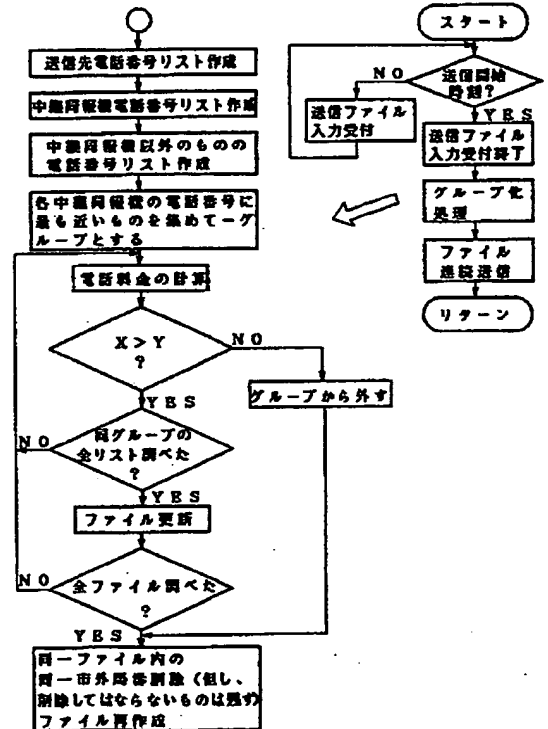 送信先電話番号リスト作成
中継同報機電話番号リスト作成
中継同報機以外のものの
電話番号リスト作成
各中継同報機の電話番号に
最も近いものを集めて一グ
ループとする
電話料金の計算
X>Y
?
NO
YES
グループから外す
同グループの
全リスト調べた
?
NO
YES
ファイル更新
全ファイル調べた
?
NO
YES
同一ファイル内の
同一市外局番削除(但し、
削除してはならないものは残す)
ファイル再作成
スタート
送信開始
時刻?
NO
YES
送信ファイル
入力受付
送信ファイル
入力受付終了
グループ化
処理
ファイル
連続送信
リターン